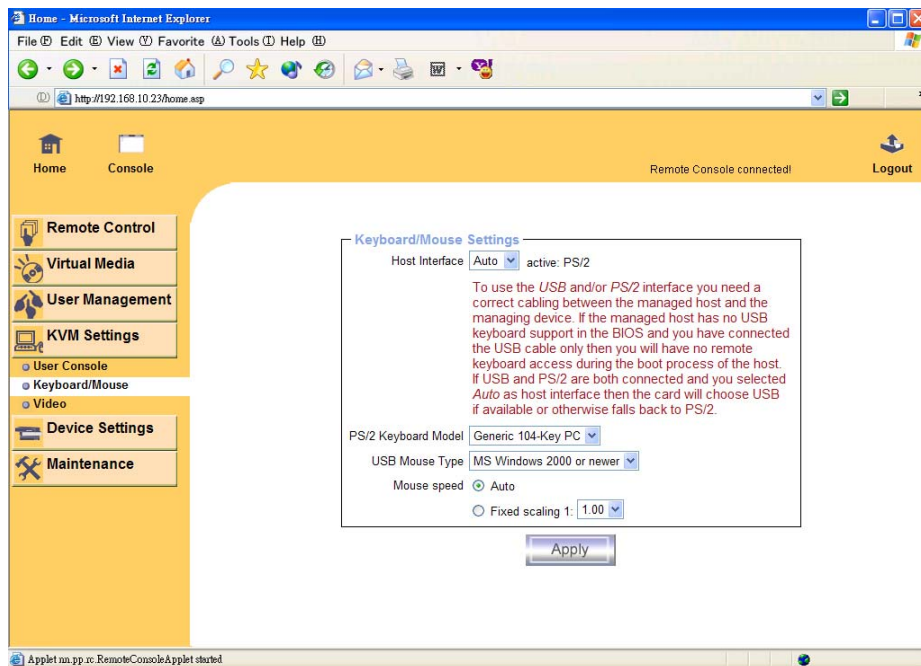 Home - Microsoft Internet Explorer
File(F) Edit (E) View (V) Favorite (A) Tools(T) Help (H)
(D) http://192.168.10.23/home.asp
Home Console
Remote Console connected!
Logout
Remote Control
Virtual Media
User Management
KVM Settings
User Console
Keyboard/Mouse
Video
Device Settings
Maintenance
Keyboard/Mouse Settings
Host Interface Auto active: PS/2
To use the USB and/or PS/2 interface you need a
correct cabling between the managed host and the
managing device. If the managed host has no USB
keyboard support in the BIOS and you have connected
the USB cable only then you will have no remote
keyboard access during the boot process of the host.
If USB and PS/2 are both connected and you selected
Auto as host interface then the card will choose USB
if available or otherwise falls back to PS/2.
PS/2 Keyboard Model Generic 104-Key PC
USB Mouse Type MS Windows 2000 or newer
Mouse speed Auto
Fixed scaling 1: 1.00
Apply
Applet nn.pp.rc.RemoteConsoleApplet started